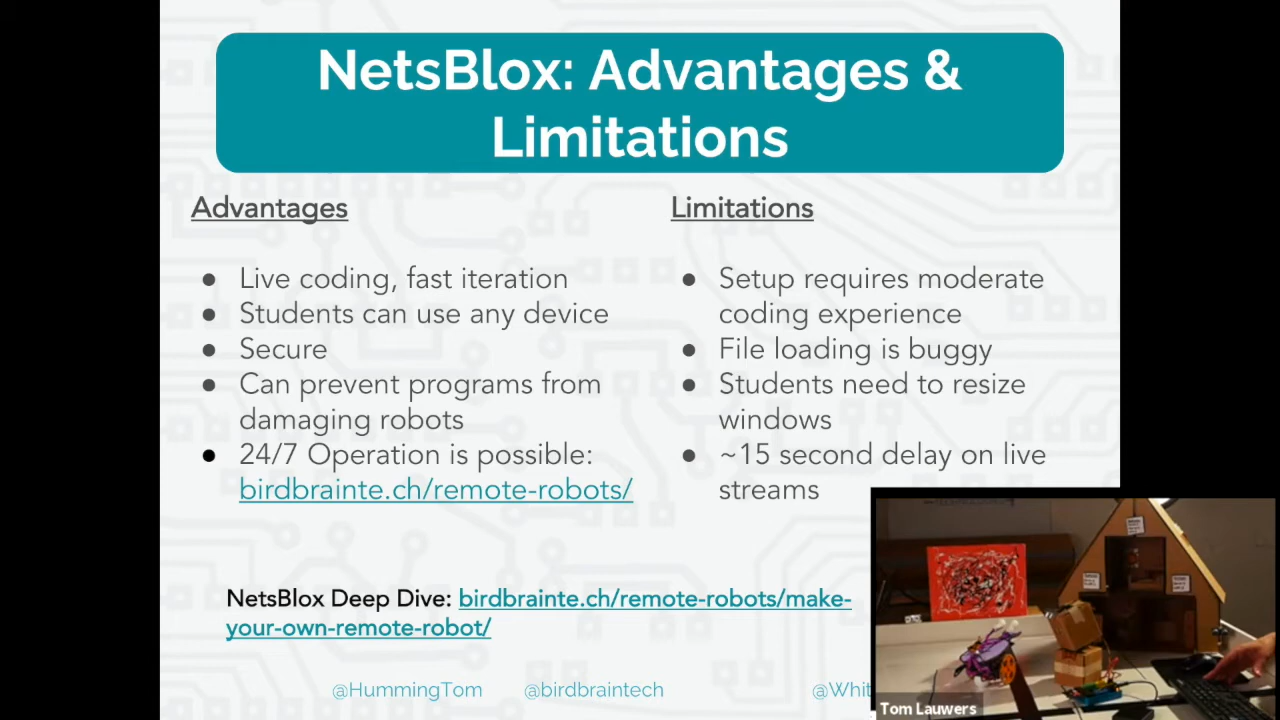 NetsBlox: Advantages &
Limitations
Advantages
● Live coding, fast iteration
● Students can use any device
● Secure
● Can prevent programs from
damaging robots
● 24/7 Operation is possible:
birdbrainte.ch/remote-robots/
Limitations
● Setup requires moderate
coding experience
● File loading is buggy
● Students need to resize
windows
● ~15 second delay on live
streams
NetsBlox Deep Dive: birdbrainte.ch/remote-robots/make-
your-own-remote-robot/
@HummingTom @birdbraintech @Whit
Tom Lauwers